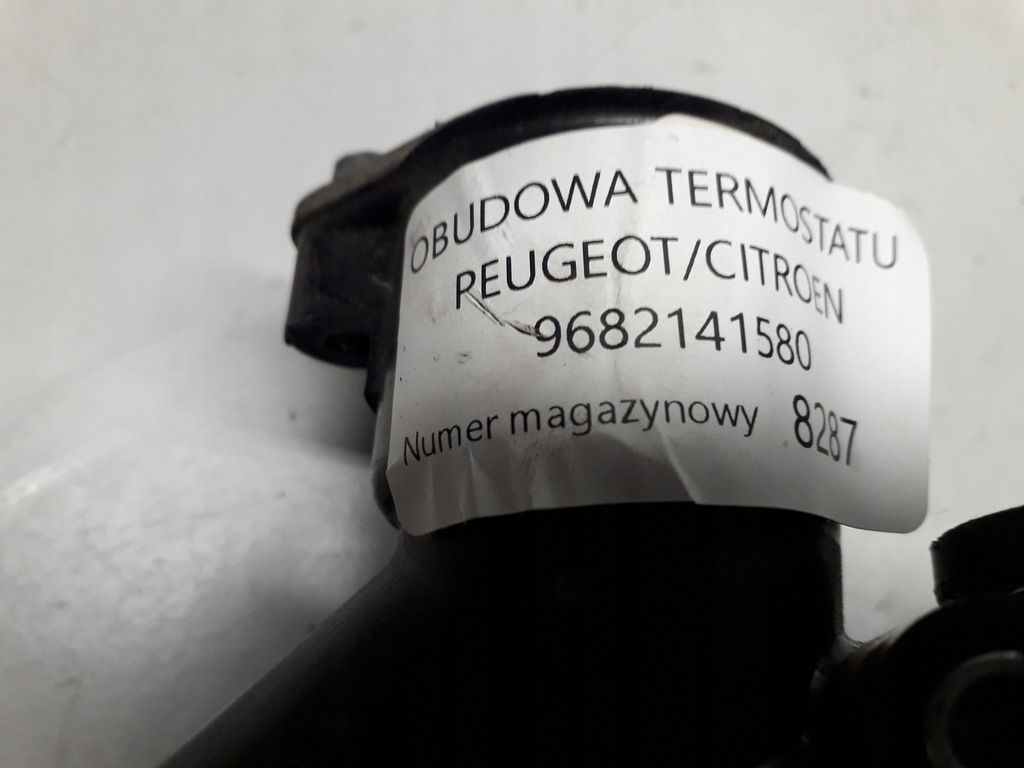 OBUDOWA TERMOSTATU
PEUGEOT/CITROEN
9682141580
Numer magazynowy 8287